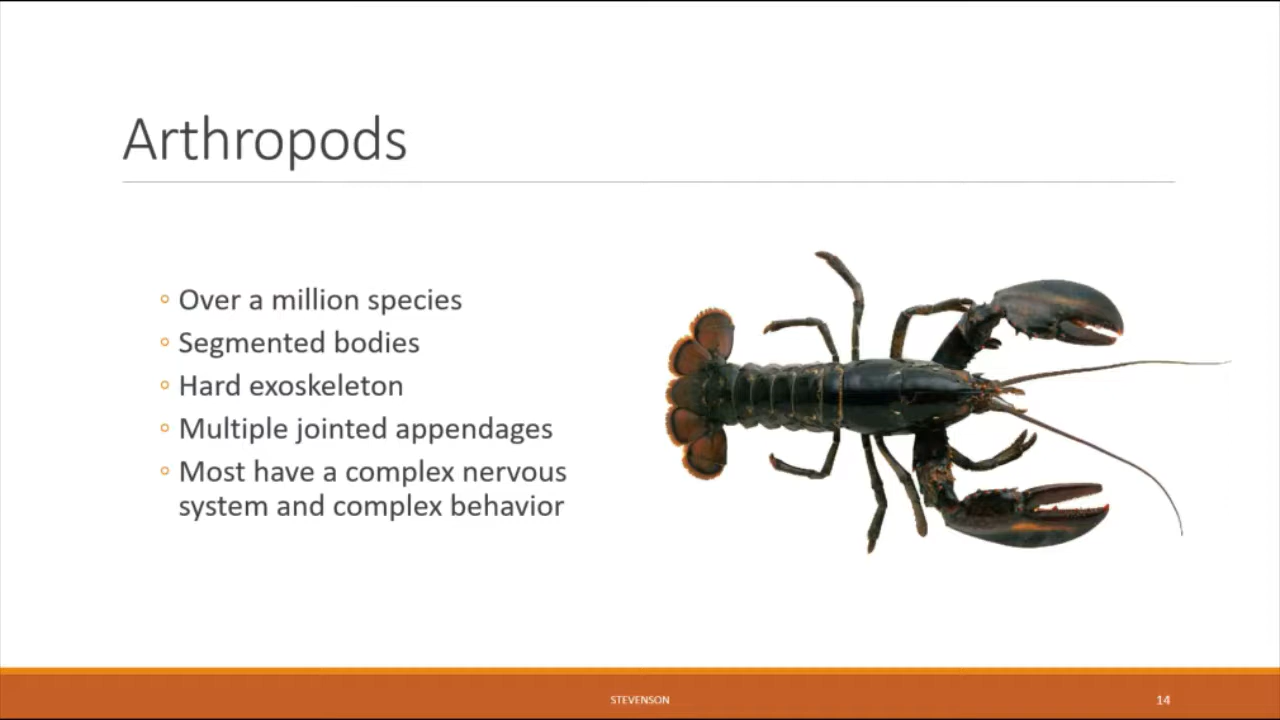 Arthropods
◦ Over a million species
◦ Segmented bodies
◦ Hard exoskeleton
◦ Multiple jointed appendages
◦ Most have a complex nervous
system and complex behavior
STEVENSON
14